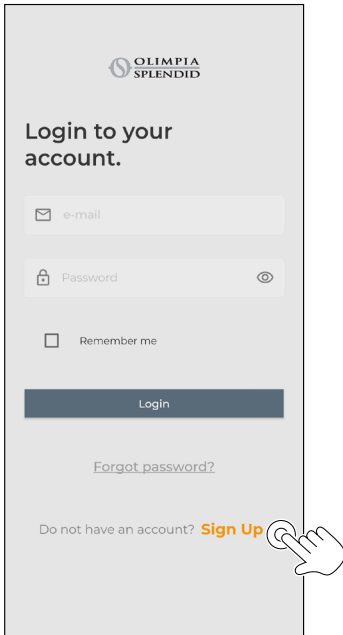 OLIMPIA
SPLENDID
Login to your
account.
e-mail
Password
Remember me
Login
Forgot password?
Do not have an account? Sign Up